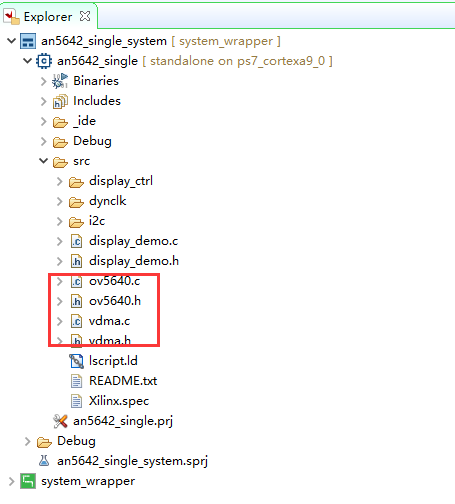 Explorer
an5642_single_system [ system_wrapper ]
an5642_single [ standalone on ps7_cortexa9_0 ]
Binaries
Includes
_ide
Debug
src
display_ctrl
dynclk
i2c
display_demo.c
display_demo.h
ov5640.c
ov5640.h
vdma.c
vdma.h
lscript.ld
README.txt
Xilinx.spec
an5642_single.prj
Debug
an5642_single_system.sprj
system_wrapper